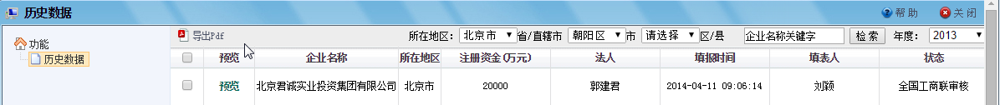 历史数据 帮助 关闭
功能
历史数据
导出Pdf 所在地区: 北京市 省/直辖市 朝阳区 市 请选择 区/县 企业名称关键字 检索 年度: 2013
预览 企业名称 所在地区 注册资金(万元) 法人 填报时间 填表人 状态
预览 北京君诚实业投资集团有限公司 北京市 20000 郭建君 2014-04-11 09:06:14 刘颖 全国工商联审核